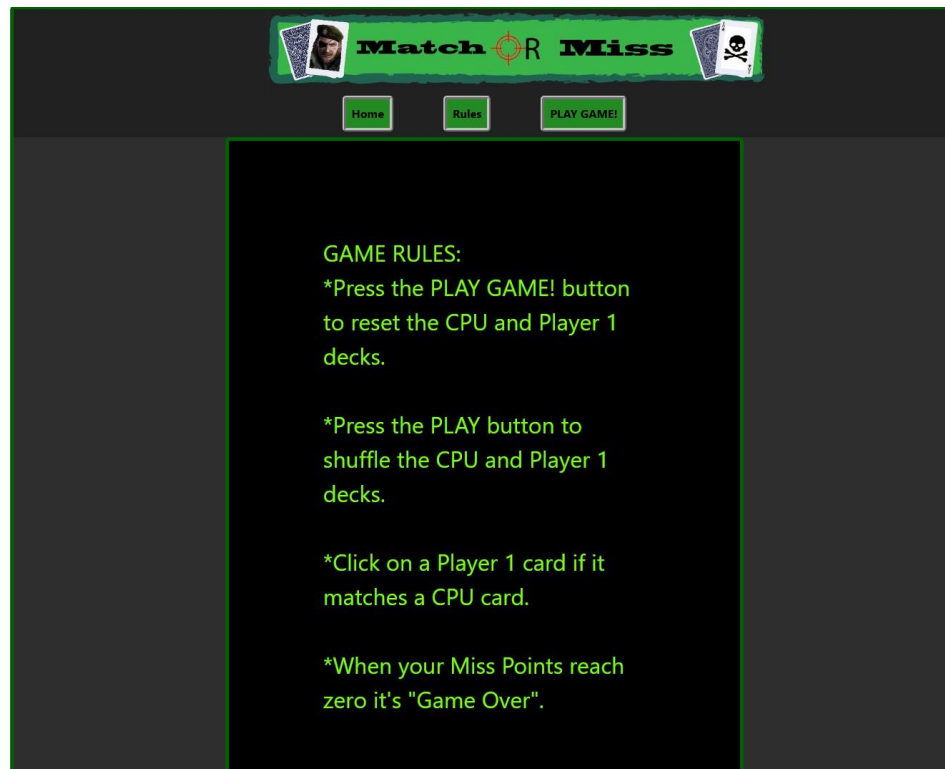 Match OR Miss
Home Rules PLAY GAME!
GAME RULES:
*Press the PLAY GAME! button
to reset the CPU and Player 1
decks.
*Press the PLAY button to
shuffle the CPU and Player 1
decks.
*Click on a Player 1 card if it
matches a CPU card.
*When your Miss Points reach
zero it's "Game Over".